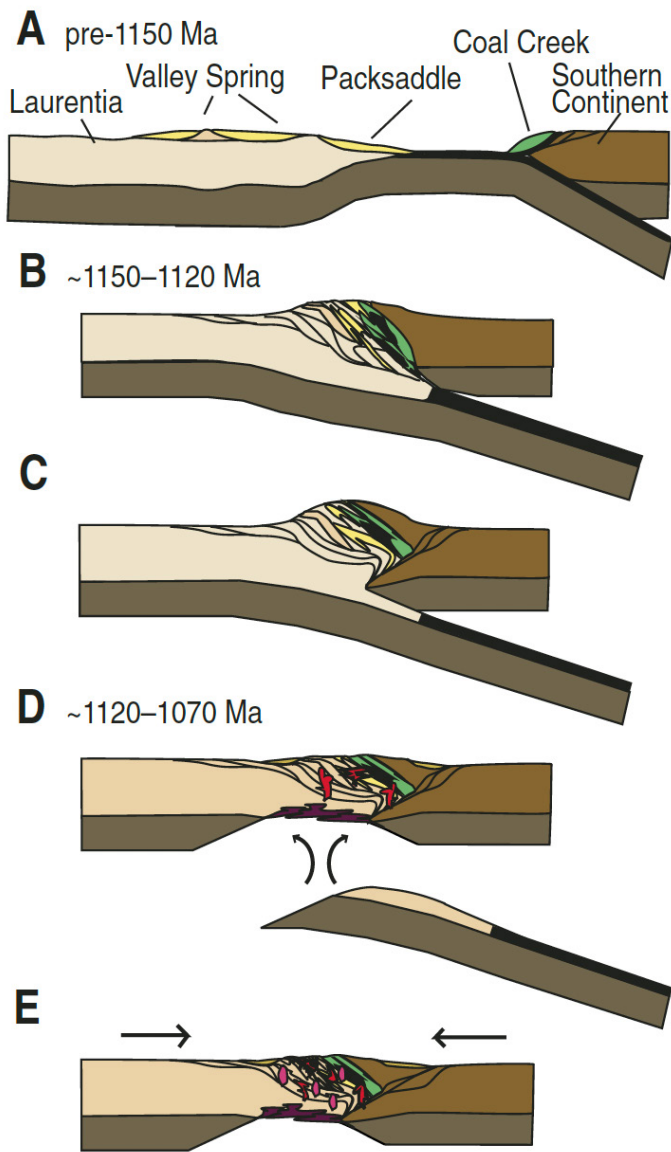 A pre-1150 Ma
Coal Creek
Valley Spring
Packsaddle
Southern
Laurentia
Continent
B ~1150–1120 Ma
C
D ~1120–1070 Ma
E